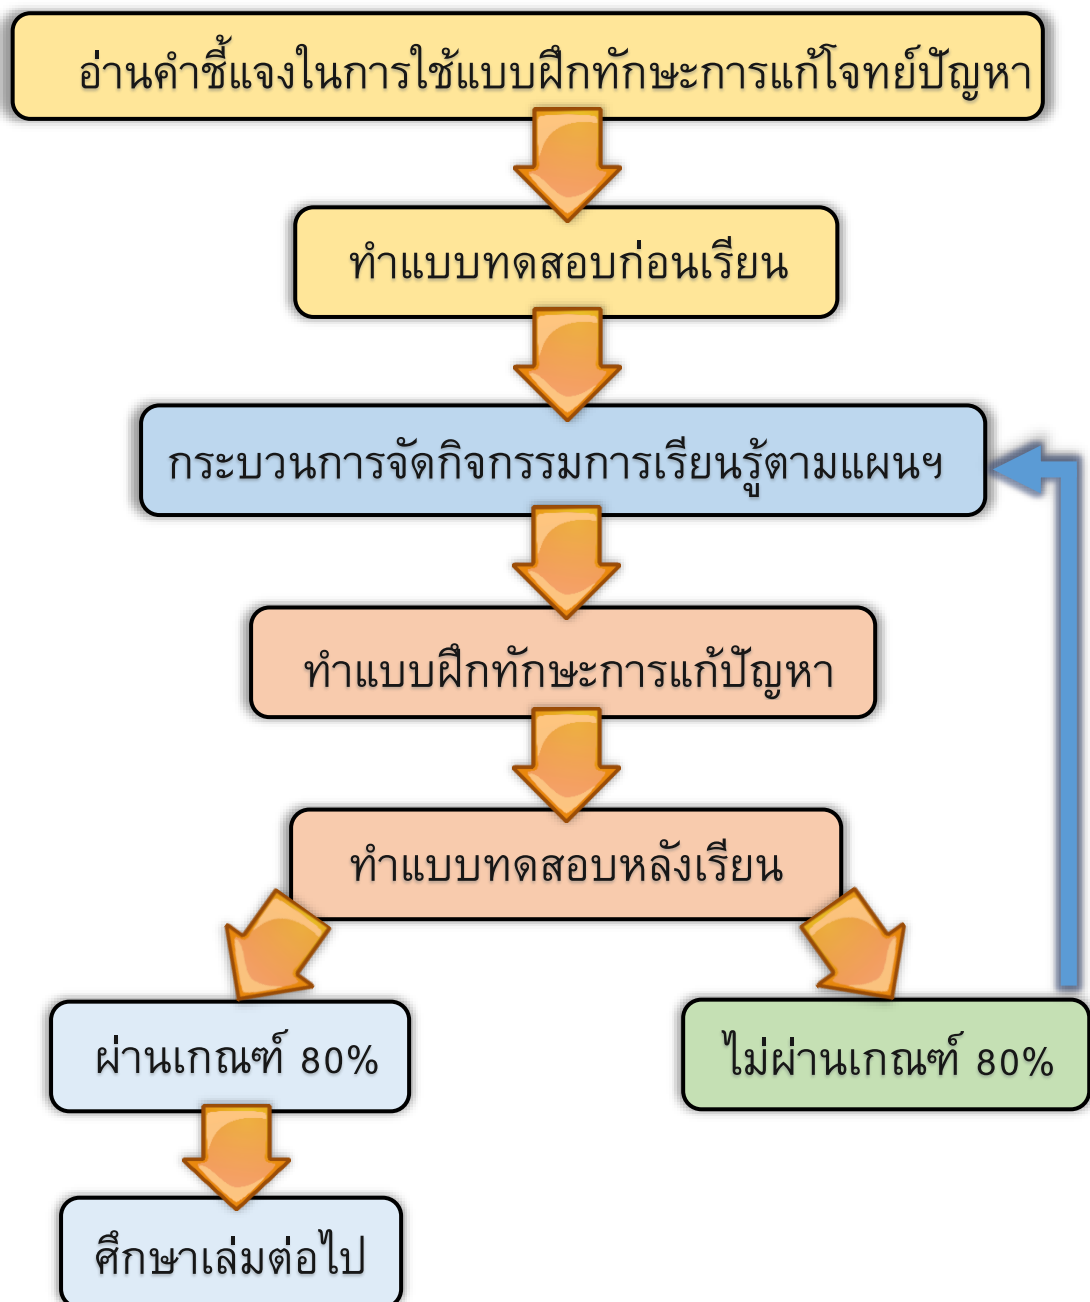 อ่านคำชี้แจงในการใช้แบบฝึกทักษะการแก้โจทย์ปัญหา
ทำแบบทดสอบก่อนเรียน
กระบวนการจัดกิจกรรมการเรียนรู้ตามแผนฯ
ทำแบบฝึกทักษะการแก้ปัญหา
ทำแบบทดสอบหลังเรียน
ผ่านเกณฑ์ 80%
ไม่ผ่านเกณฑ์ 80%
ศึกษาเล่มต่อไป